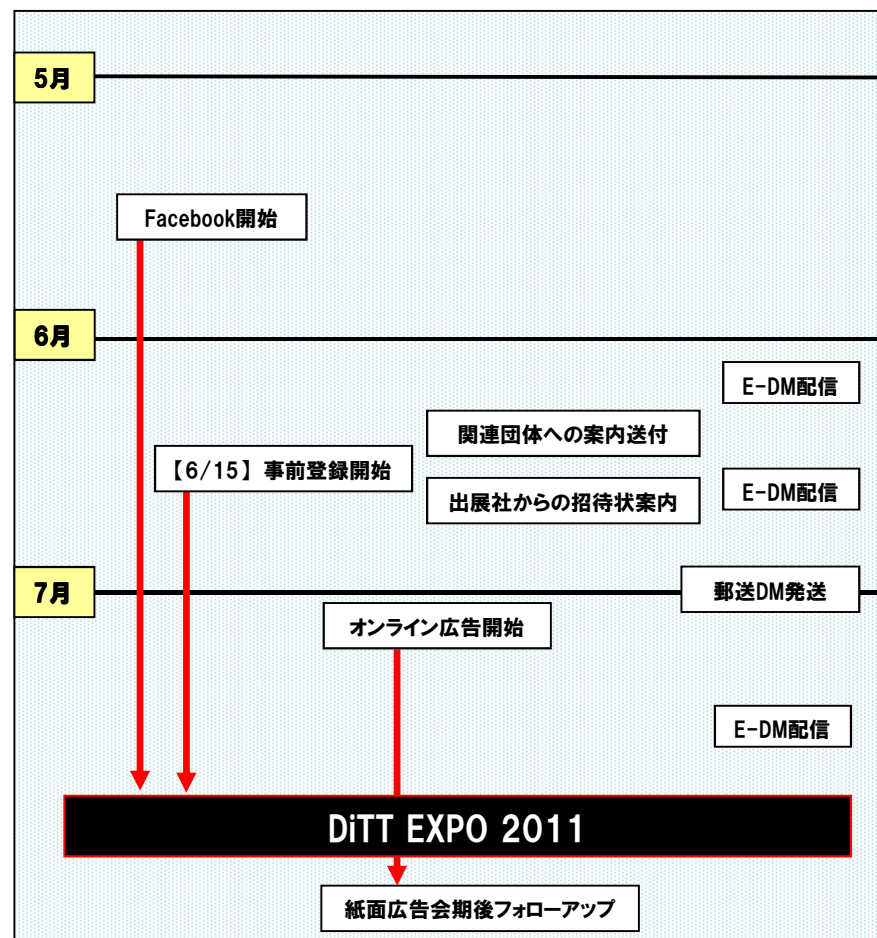 5月
Facebook開始
6月
E-DM配信
関連団体への案内送付
【6/15】 事前登録開始
E-DM配信
出展社からの招待状案内
7月
郵送DM発送
オンライン広告開始
E-DM配信
DiTT EXPO 2011
紙面広告会期後フォローアップ